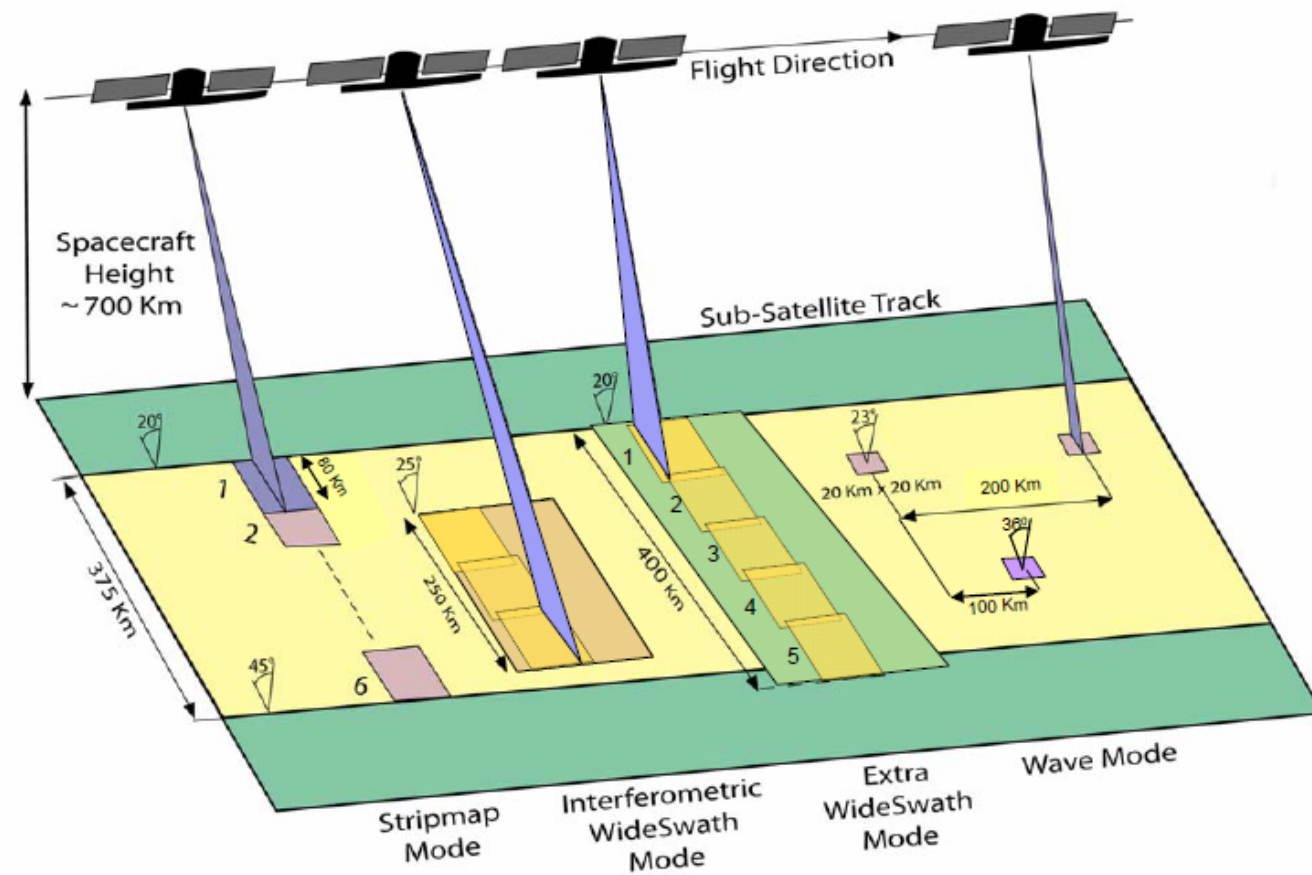 Flight Direction
Spacecraft
Height
~700 Km
Sub-Satellite Track
20°
20°
23°
1
80 Km
25°
1
20 Km x 20 Km
200 Km
2
2
36°
3
375 Km
250 Km
400 Km
4
100 Km
45°
6
5
Stripmap
Mode
Interferometric
WideSwath
Mode
Extra
WideSwath
Mode
Wave Mode